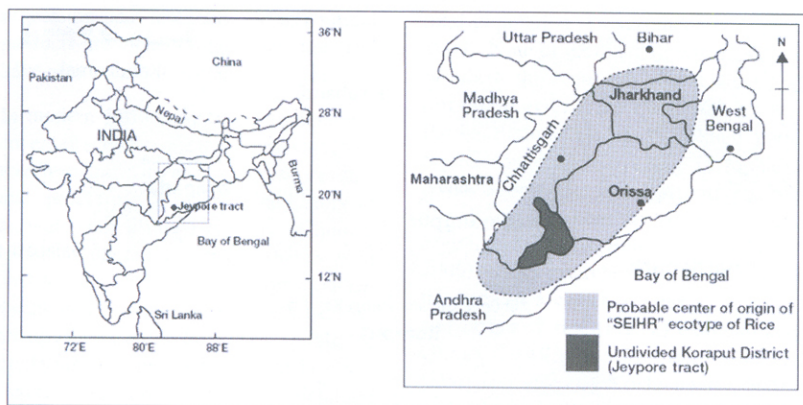 36'N
China
Pakistan
Nepal
28'N
INDIA
Burma
20'N
Jeypore tract
Bay of Bengal
12'N
Sri Lanka
72'E
80'E
88'E
Uttar Pradesh
Bihar
N
Jharkhand
Madhya
Pradesh
West
Bengal
Chhattisgarh
Maharashtra
Orissa
Bay of Bengal
Andhra
Pradesh
Probable center of origin of
"SEIHR" ecotype of Rice
Undivided Koraput District
(Jeypore tract)